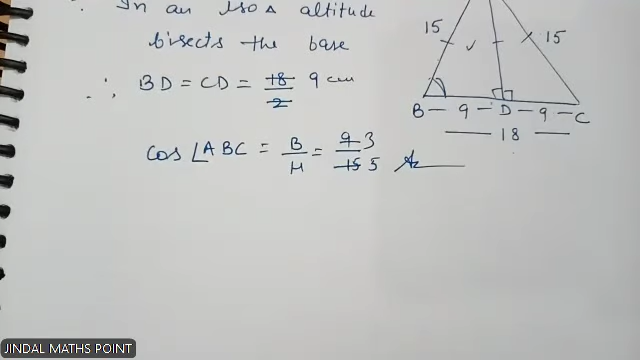 ∵ In an iso△ altitude
bisects the base
∴ BD = CD = 18/2 9 cm
cos ∠ABC = B/H = 9/15 3/5 Ans
15
15
B - 9 - D - 9 - C
18
JINDAL MATHS POINT